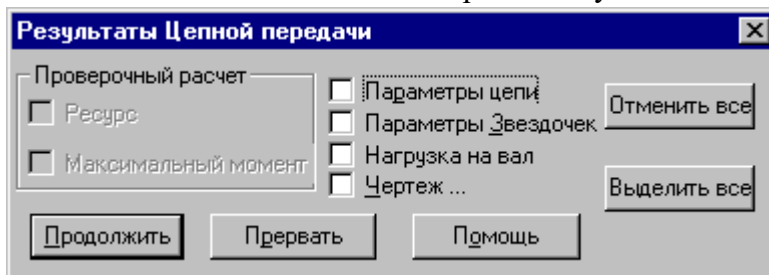 Результаты Цепной передачи
Проверочный расчет
Ресурс
Максимальный момент
Параметры цепи
Параметры Звездочек
Нагрузка на вал
Чертеж ...
Отменить все
Выделить все
Продолжить
Прервать
Помощь